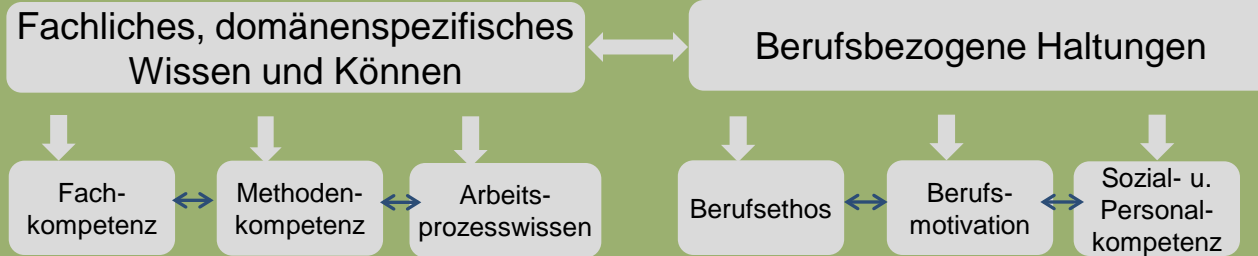 Fachliches, domänenspezifisches
Wissen und Können
Berufsbezogene Haltungen
Fach-
kompetenz
Methoden-
kompetenz
Arbeits-
prozesswissen
Berufsethos
Berufs-
motivation
Sozial- u.
Personal-
kompetenz